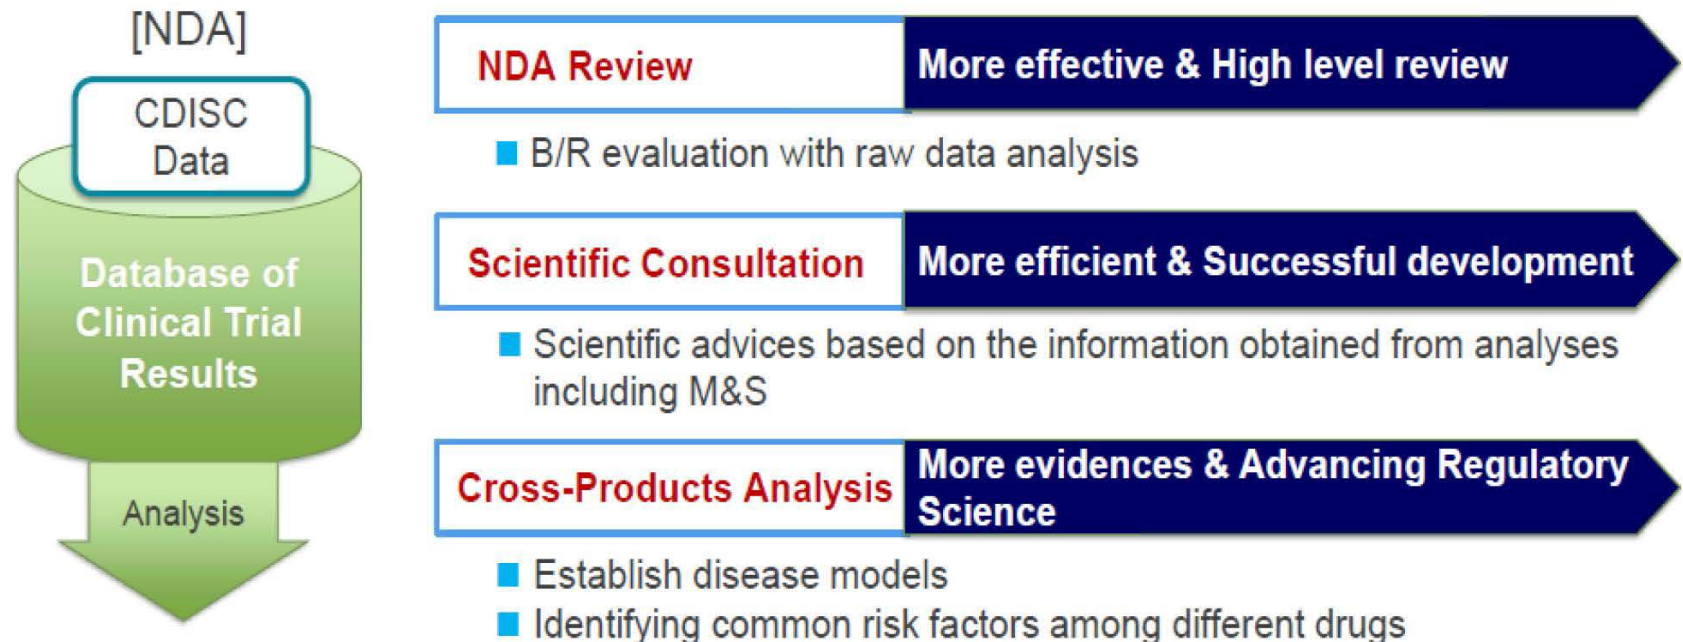 [NDA]
CDISC
Data
Database of
Clinical Trial
Results
Analysis
NDA Review
More effective & High level review
B/R evaluation with raw data analysis
Scientific Consultation
More efficient & Successful development
Scientific advices based on the information obtained from analyses
including M&S
Cross-Products Analysis
More evidences & Advancing Regulatory
Science
Establish disease models
Identifying common risk factors among different drugs